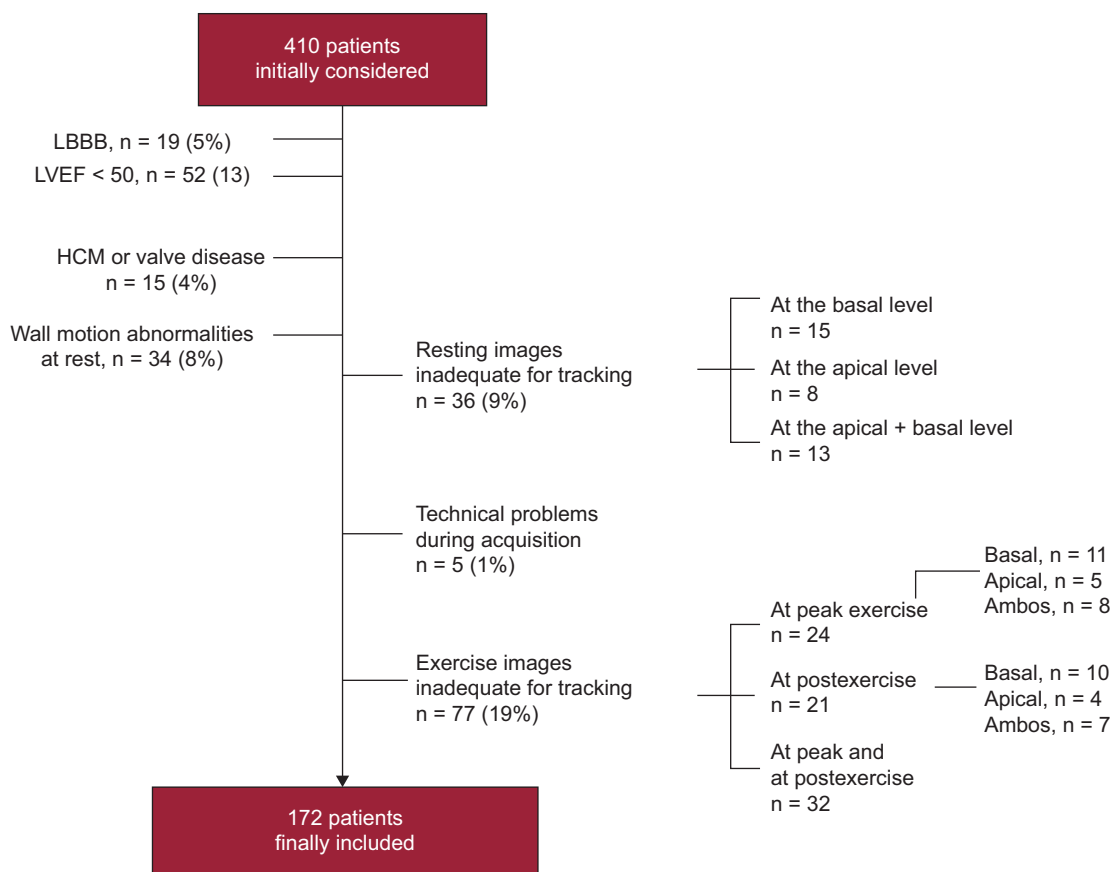 410 patients
initially considered
LBBB, n = 19 (5%)
LVEF < 50, n = 52 (13)
HCM or valve disease
n = 15 (4%)
Wall motion abnormalities
at rest, n = 34 (8%)
Resting images
inadequate for tracking
n = 36 (9%)
At the basal level
n = 15
At the apical level
n = 8
At the apical + basal level
n = 13
Technical problems
during acquisition
n = 5 (1%)
Exercise images
inadequate for tracking
n = 77 (19%)
At peak exercise
n = 24
Basal, n = 11
Apical, n = 5
Ambos, n = 8
At postexercise
n = 21
Basal, n = 10
Apical, n = 4
Ambos, n = 7
At peak and
at postexercise
n = 32
172 patients
finally included